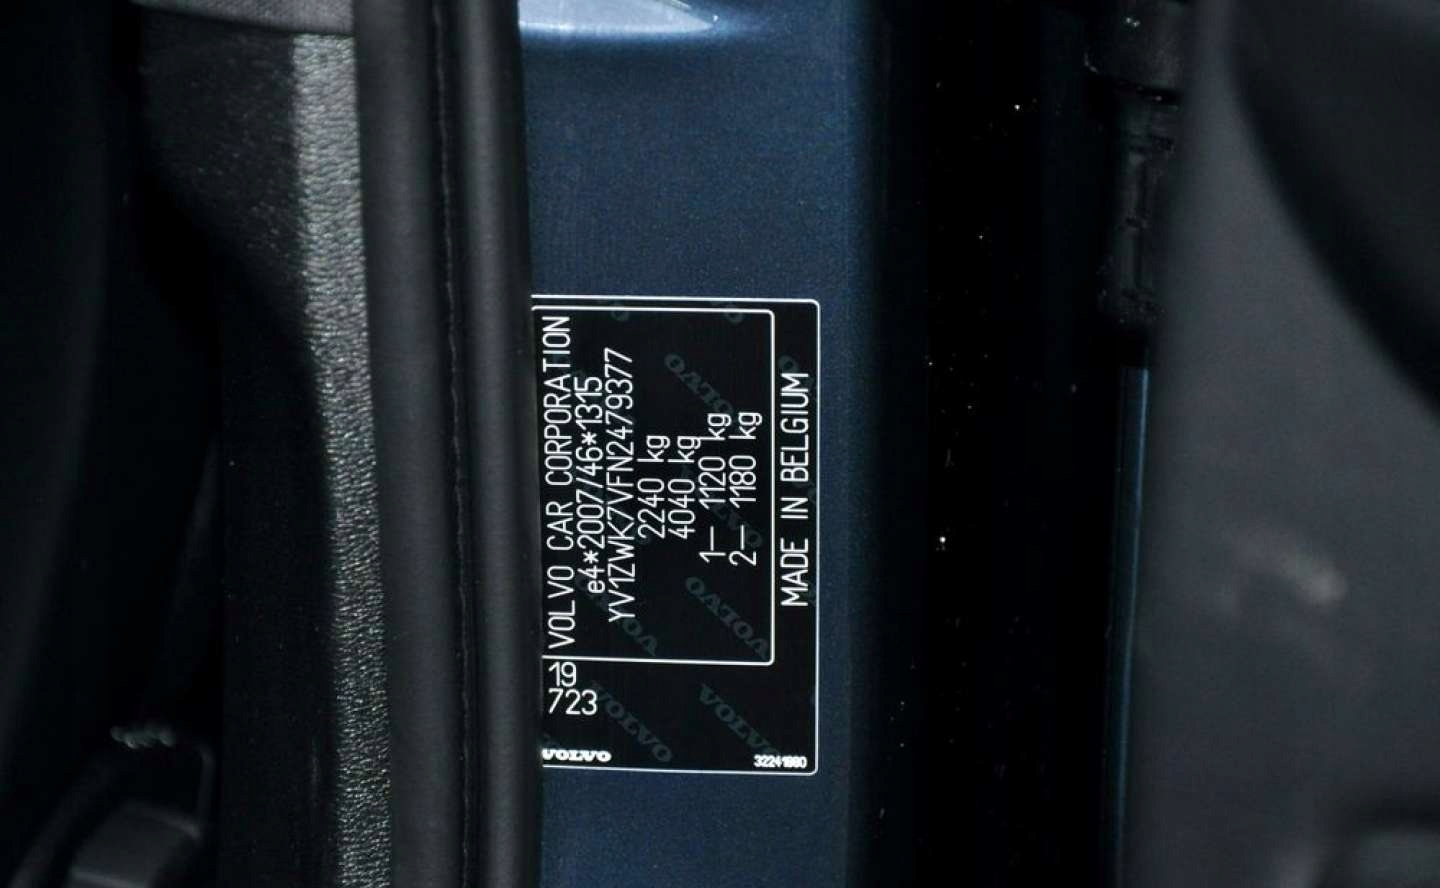 VOLVO CAR CORPORATION
e4*2007/46*1315
YV1ZWK7VFN2479377
2240 kg
4040 kg
1— 1120 kg
2— 1180 kg
MADE IN BELGIUM
19
723
VOLVO